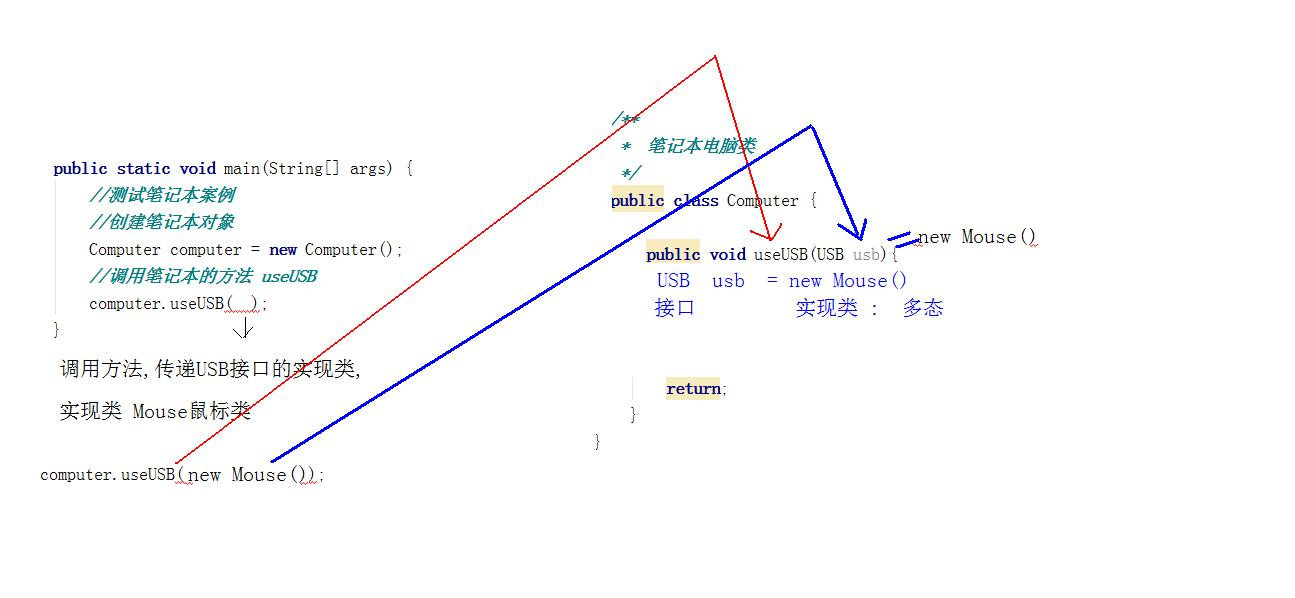 public static void main(String[] args) {
//测试笔记本案例
//创建笔记本对象
Computer computer = new Computer();
//调用笔记本的方法 useUSB
computer.useUSB(  );
}
调用方法,传递USB接口的实现类,
实现类 Mouse鼠标类
computer.useUSB(new Mouse());
/**
* 笔记本电脑类
*/
public class Computer {
new Mouse()
public void useUSB(USB usb){
USB usb = new Mouse()
接口 实现类 : 多态
return;
}
}